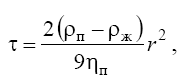 τ = 2(ρп − ρж)/9ηп r²,